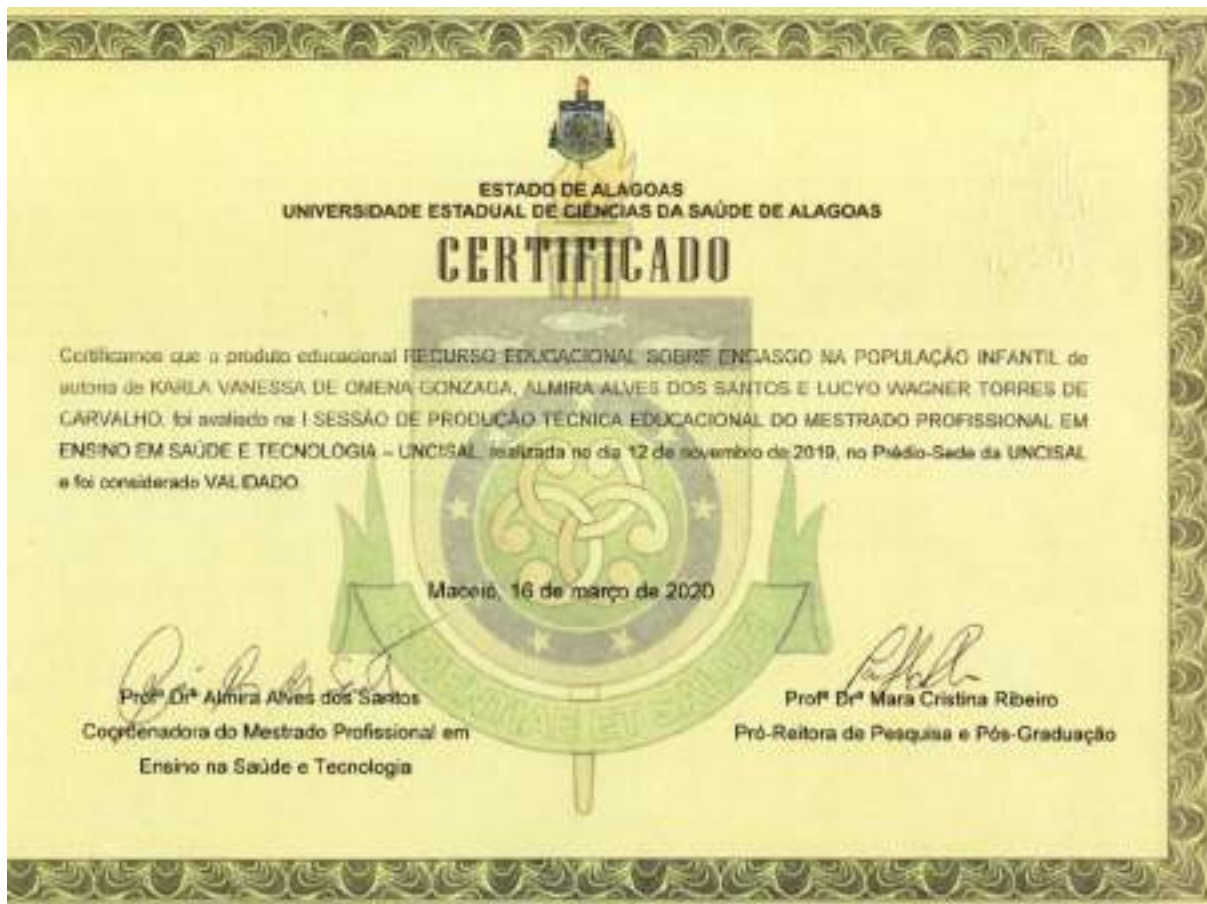 ESTADO DE ALAGOAS
UNIVERSIDADE ESTADUAL DE CIÊNCIAS DA SAÚDE DE ALAGOAS
CERTIFICADO
Certificamos que o produto educacional RECURSO EDUCACIONAL SOBRE ENGASGO NA POPULAÇÃO INFANTIL de
autoria de KARLA VANESSA DE OMENA GONZAGA, ALMIRA ALVES DOS SANTOS E LUCYO WAGNER TORRES DE
CARVALHO, foi avaliado na I SESSÃO DE PRODUÇÃO TÉCNICA EDUCACIONAL DO MESTRADO PROFISSIONAL EM
ENSINO EM SAÚDE E TECNOLOGIA – UNCISAL, realizada no dia 12 de novembro de 2019, no Prédio-Sede da UNCISAL
e foi considerado VALIDADO.
Maceió, 16 de março de 2020
Profª Drª Almira Alves dos Santos
Coordenadora do Mestrado Profissional em
Ensino na Saúde e Tecnologia
Profª Drª Mara Cristina Ribeiro
Pró-Reitora de Pesquisa e Pós-Graduação